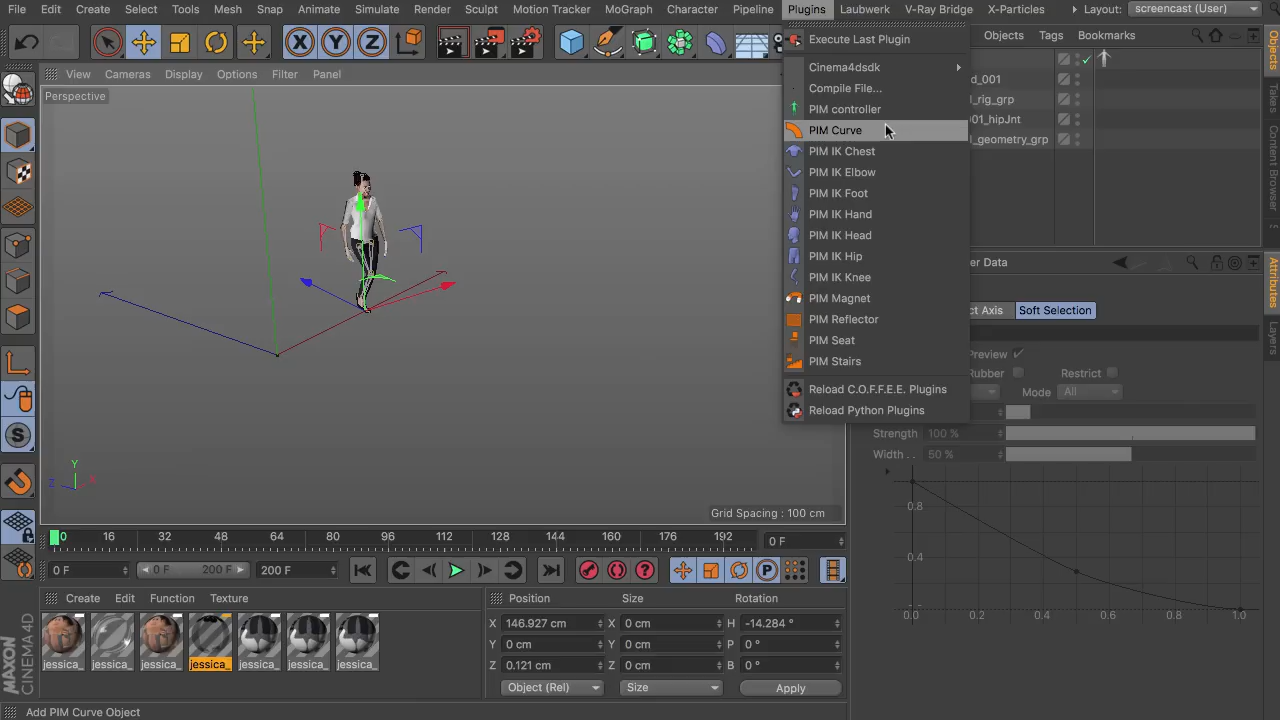 File Edit Create Select Tools Mesh Snap Animate Simulate Render Sculpt Motion Tracker MoGraph Character Pipeline Plugins Laubwerk V-Ray Bridge X-Particles Layout: screencast (User)
X Y Z
View Cameras Display Options Filter Panel
Perspective
Execute Last Plugin
Cinema4dsdk
Compile File...
PIM controller
PIM Curve
PIM IK Chest
PIM IK Elbow
PIM IK Foot
PIM IK Hand
PIM IK Head
PIM IK Hip
PIM IK Knee
PIM Magnet
PIM Reflector
PIM Seat
PIM Stairs
Reload C.O.F.F.E.E. Plugins
Reload Python Plugins
Objects Tags Bookmarks
d_001
l_rig_grp
001_hipJnt
l_geometry_grp
Objects
Content Browser
er Data
ct Axis Soft Selection
Preview
Rubber Restrict
Mode All
Strength 100 %
Width . . 50 %
0.8
0.4
0.0 0.2 0.4 0.6 0.8 1.0
Attributes
Layers
S
Y
Z X
Grid Spacing : 100 cm
0 16 32 48 64 80 96 112 128 144 160 176 192 0 F
0 F 0 F 200 F 200 F P
Create Edit Function Texture
jessica_ jessica_ jessica_ jessica_ jessica_ jessica_ jessica_
Position Size Rotation
X 146.927 cm X 0 cm H -14.284 °
Y 0 cm Y 0 cm P 0 °
Z 0.121 cm Z 0 cm B 0 °
Object (Rel) Size Apply
MAXON
CINEMA 4D
Add PIM Curve Object